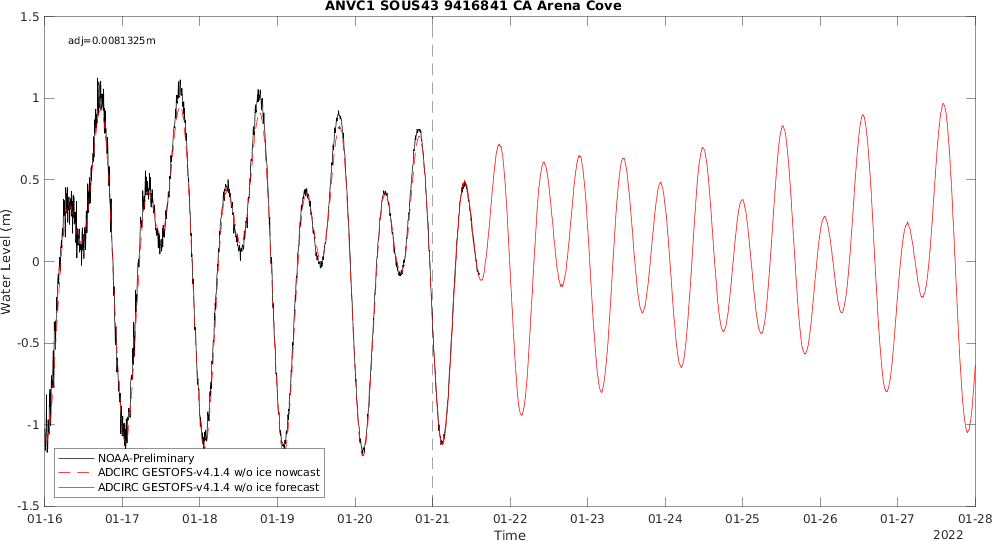 ANVC1 SOUS43 9416841 CA Arena Cove
adj=0.0081325m
Water Level (m)
1.5
1
0.5
0
-0.5
-1
-1.5
NOAA-Preliminary
ADCIRC GESTOFS-v4.1.4 w/o ice nowcast
ADCIRC GESTOFS-v4.1.4 w/o ice forecast
01-16 01-17 01-18 01-19 01-20 01-21 01-22 01-23 01-24 01-25 01-26 01-27 01-28
Time
2022